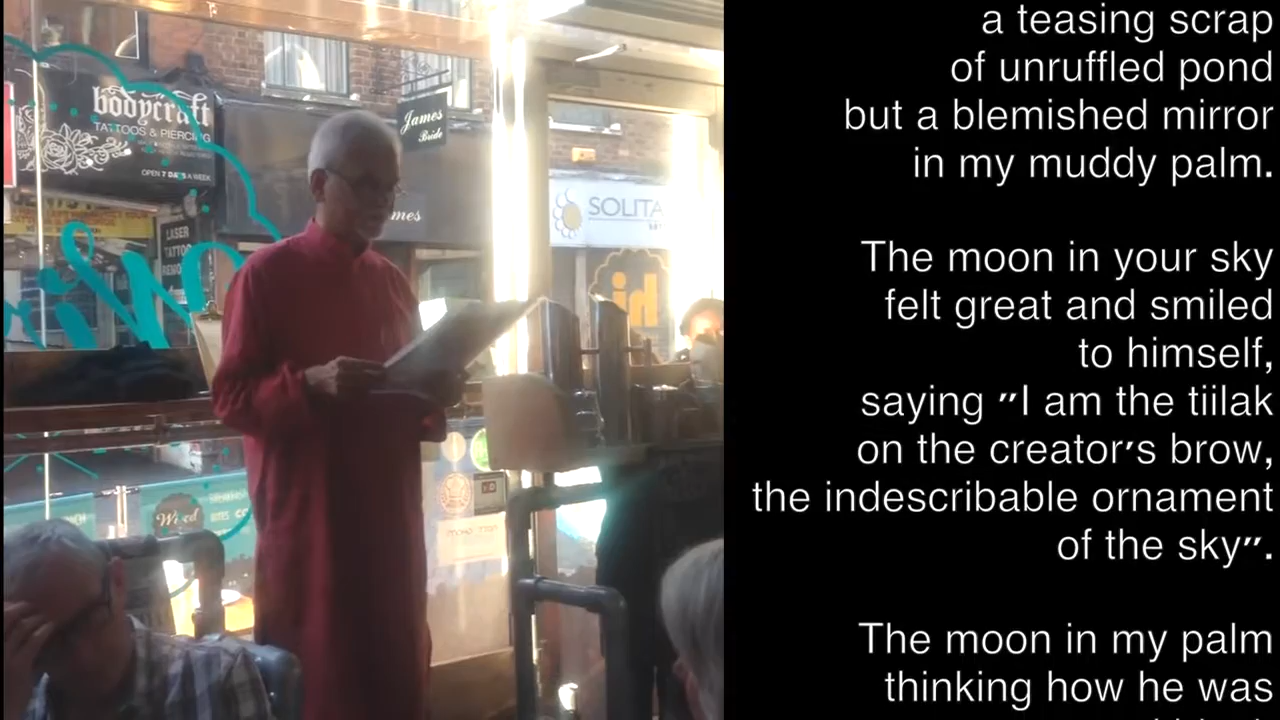 bodycraft
TATTOOS & PIERCING
OPEN 7 DAYS A WEEK
LASER
TATTOO
James
Bride
SOLITA
id
a teasing scrap
of unruffled pond
but a blemished mirror
in my muddy palm.
The moon in your sky
felt great and smiled
to himself,
saying "I am the tiilak
on the creator's brow,
the indescribable ornament
of the sky".
The moon in my palm
thinking how he was